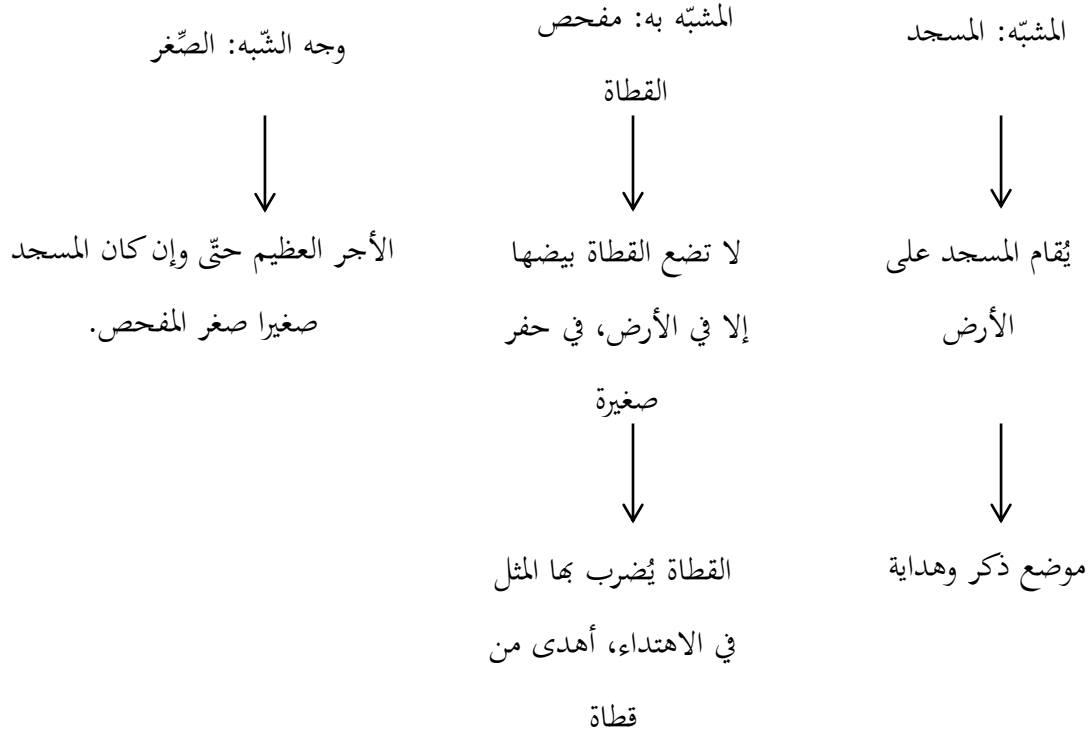 المشبّه: المسجد
المشبّه به: مفحص
القطاة
وجه الشّبه: الصِّغر
يُقام المسجد على
الأرض
لا تضع القطاة بيضها
إلا في الأرض، في حفر
صغيرة
الأجر العظيم حتّى وإن كان المسجد
صغيرا صغر المفحص.
موضع ذكر وهداية
القطاة يُضرب بها المثل
في الاهتداء، أهدى من
قطاة